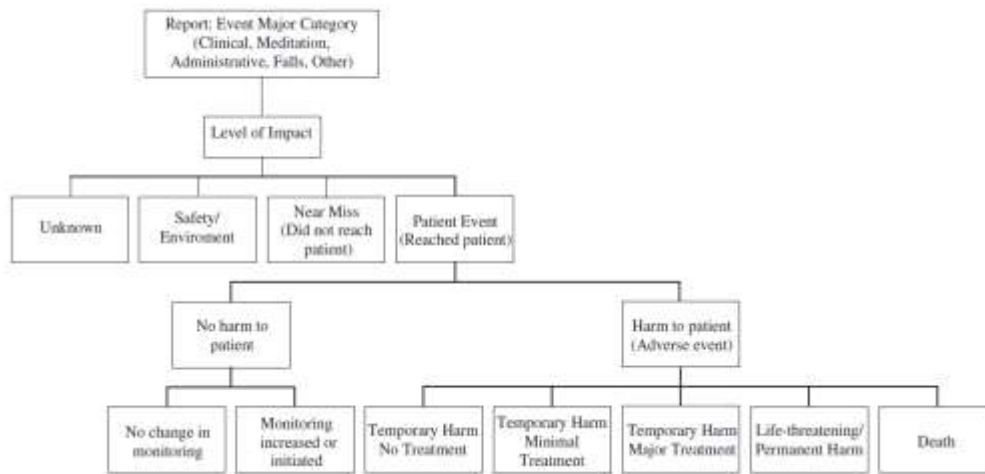 Report: Event Major Category
(Clinical, Meditation,
Administrative, Falls, Other)
Level of Impact
Unknown
Safety/
Enviroment
Near Miss
(Did not reach
patient)
Patient Event
(Reached patient)
No harm to
patient
Harm to patient
(Adverse event)
No change in
monitoring
Monitoring
increased or
initiated
Temporary Harm
No Treatment
Temporary Harm
Minimal
Treatment
Temporary Harm
Major Treatment
Life-threatening/
Permanent Harm
Death